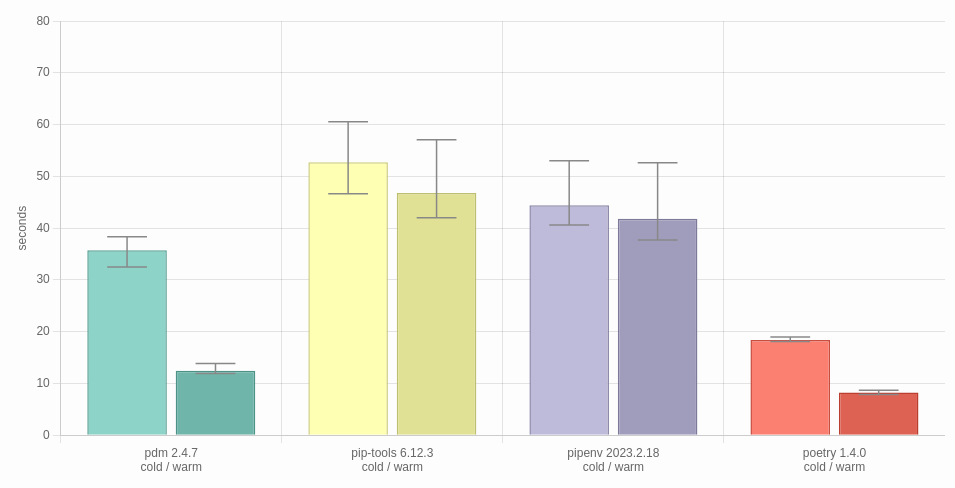 80
70
60
50
40
30
20
10
0
seconds
pdm 2.4.7
cold / warm
pip-tools 6.12.3
cold / warm
pipenv 2023.2.18
cold / warm
poetry 1.4.0
cold / warm